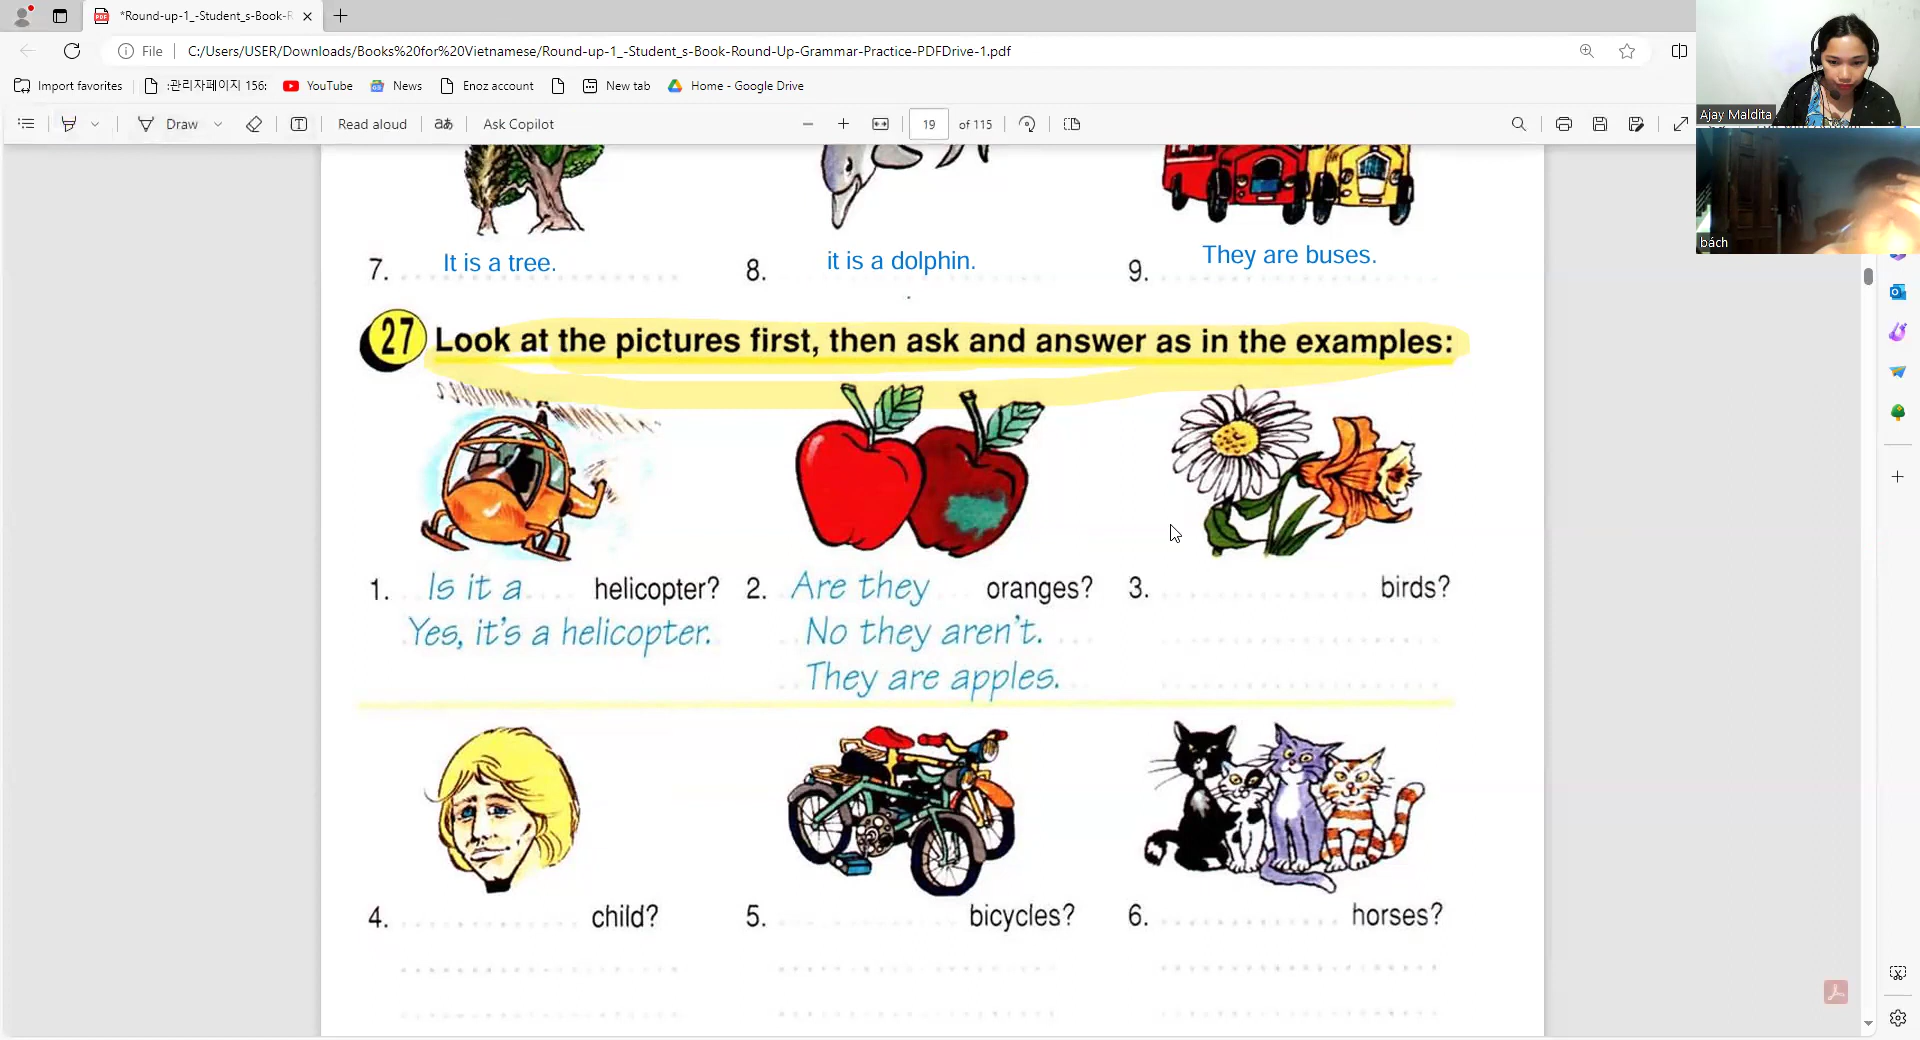 *Round-up-1_-Student_s-Book-R
File
C:/Users/USER/Downloads/Books%20for%20Vietnamese/Round-up-1_-Student_s-Book-Round-Up-Grammar-Practice-PDFDrive-1.pdf
Import favorites
:관리자페이지 156:
YouTube
News
Enoz account
New tab
Home - Google Drive
Draw
Read aloud
Ask Copilot
19
of 115
Ajay Maldita
bách
7. It is a tree.
8. it is a dolphin.
9. They are buses.
27 Look at the pictures first, then ask and answer as in the examples:
1. Is it a helicopter?
Yes, it's a helicopter.
2. Are they oranges?
No they aren't.
They are apples.
3. birds?
4. child?
5. bicycles?
6. horses?